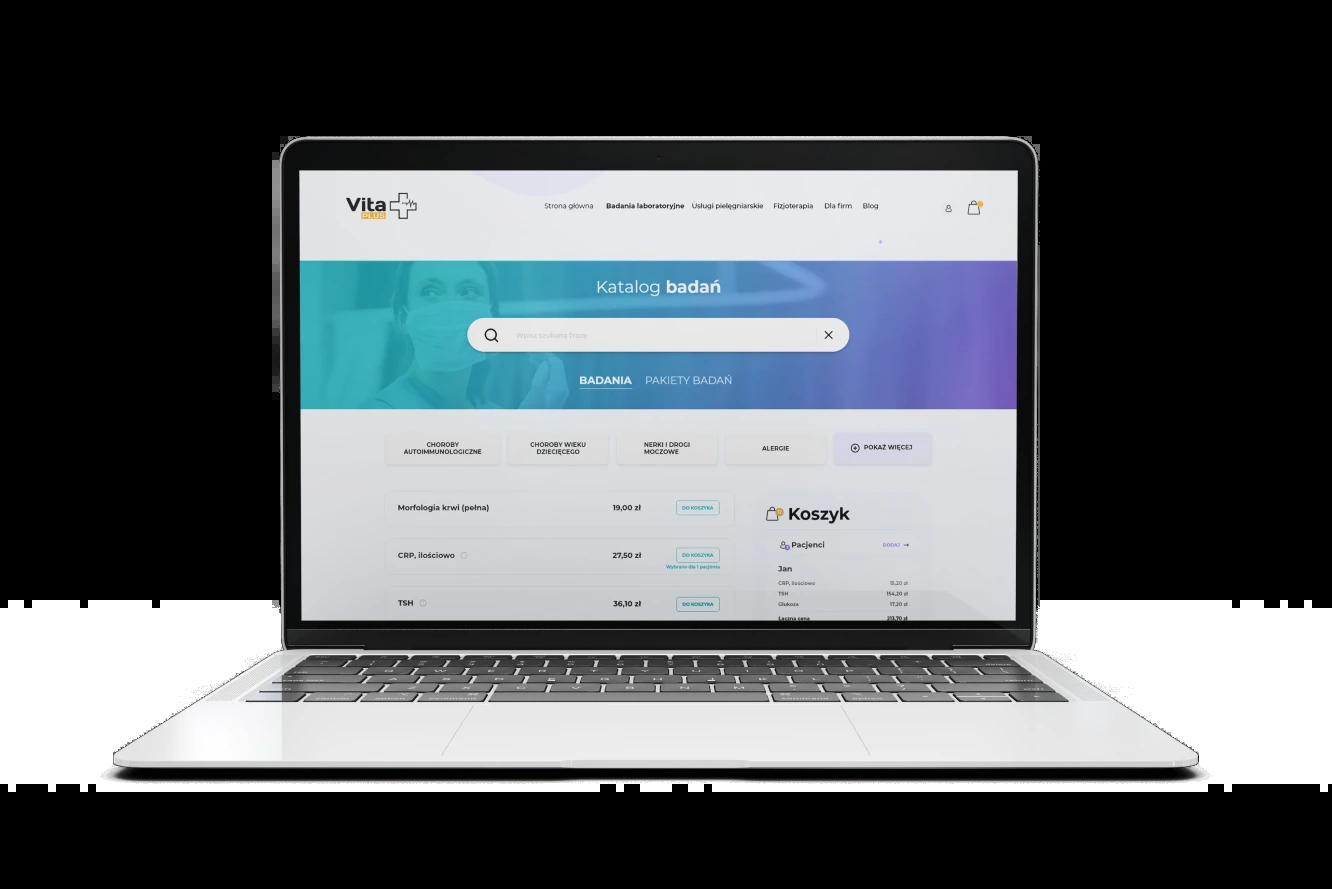 Vita
PLUS
Strona główna Badania laboratoryjne Usługi pielęgniarskie Fizjoterapia Dla firm Blog
Katalog badań
Wpisz szukaną frazę
BADANIA PAKIETY BADAŃ
CHOROBY
AUTOIMMUNOLOGICZNE
CHOROBY WIEKU
DZIECIĘCEGO
NERKI I DROGI
MOCZOWE
ALERGIE
POKAŻ WIĘCEJ
Morfologia krwi (pełna) 19,00 zł DO KOSZYKA
CRP, ilościowo 27,50 zł DO KOSZYKA
Wybrano dla 1 pacjenta
TSH 36,10 zł DO KOSZYKA
Koszyk
Pacjenci DODAJ
Jan
CRP, ilościowo 15,20 zł
TSH 154,20 zł
Glukoza 17,20 zł
Łączna cena 213,70 zł